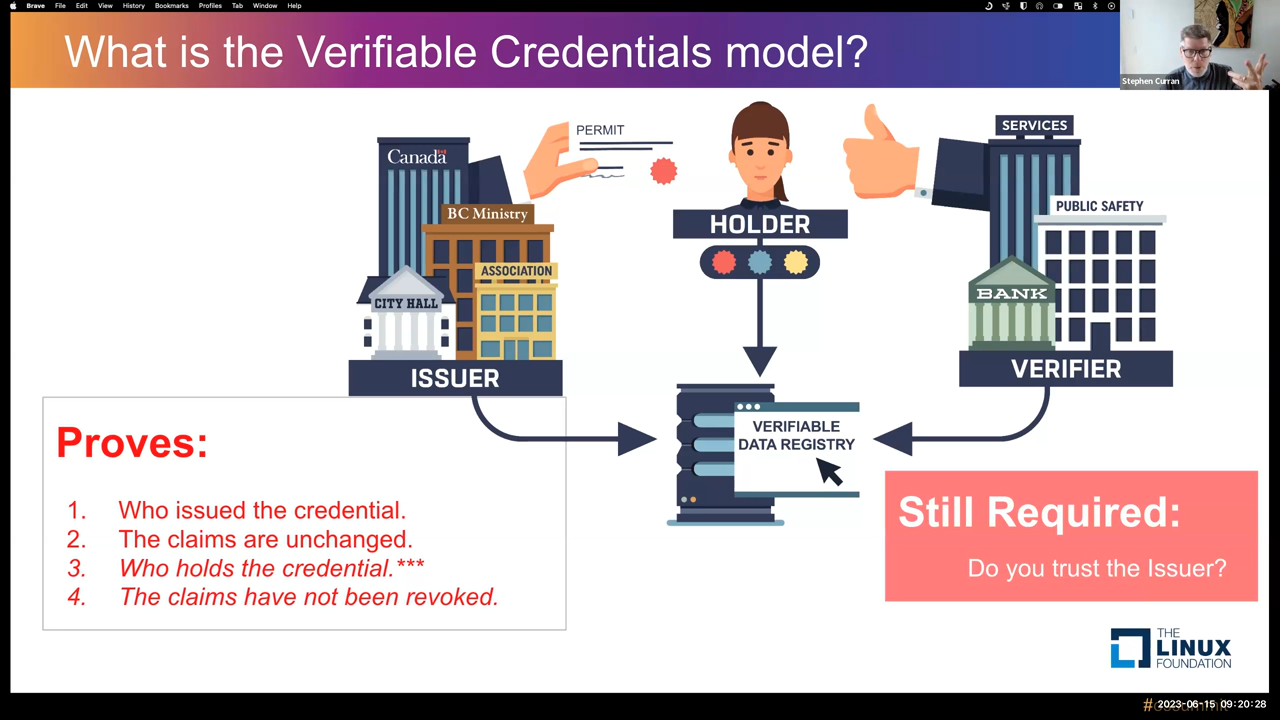 Brave File Edit View History Bookmarks Profiles Tab Window Help
What is the Verifiable Credentials model?
Stephen Curran
PERMIT
SERVICES
Canada
BC Ministry
PUBLIC SAFETY
HOLDER
ASSOCIATION
CITY HALL
BANK
ISSUER
VERIFIER
VERIFIABLE
DATA REGISTRY
Proves:
1. Who issued the credential.
2. The claims are unchanged.
3. Who holds the credential.***
4. The claims have not been revoked.
Still Required:
Do you trust the Issuer?
THE
LINUX
FOUNDATION
2023-06-15 09:20:28